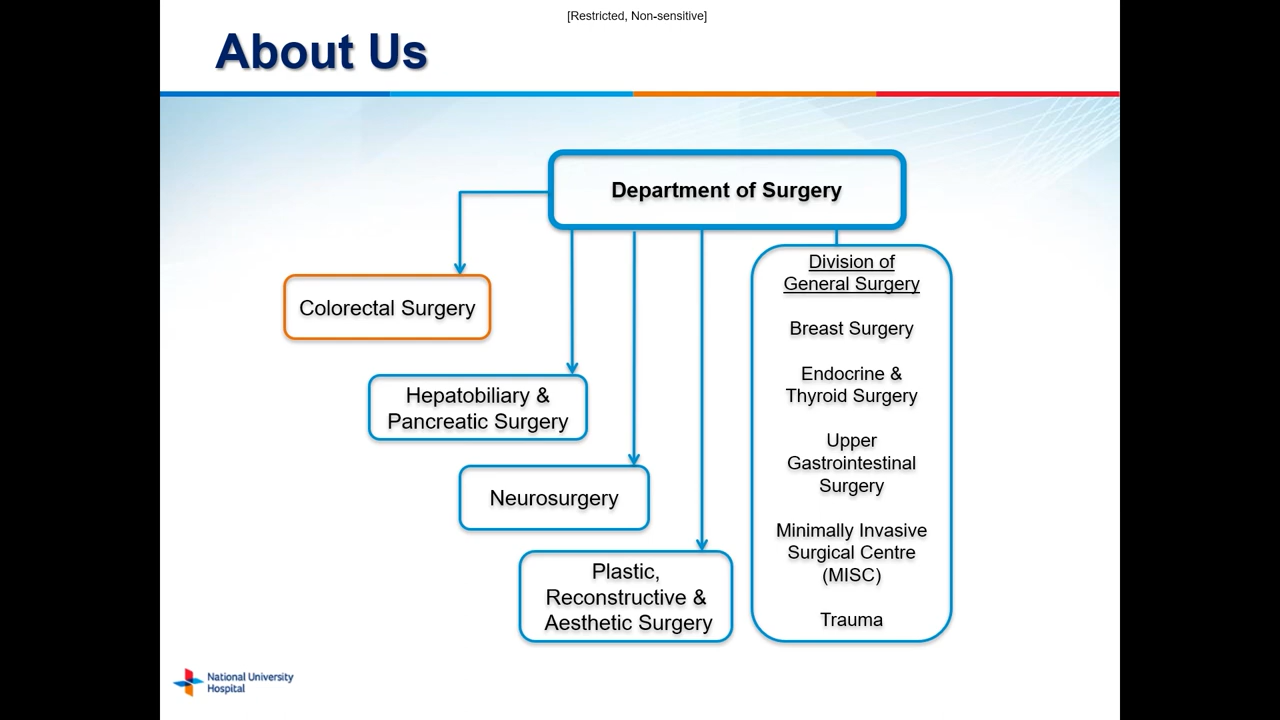 [Restricted, Non-sensitive]
About Us
Department of Surgery
Colorectal Surgery
Hepatobiliary &
Pancreatic Surgery
Neurosurgery
Plastic,
Reconstructive &
Aesthetic Surgery
Division of
General Surgery
Breast Surgery
Endocrine &
Thyroid Surgery
Upper
Gastrointestinal
Surgery
Minimally Invasive
Surgical Centre
(MISC)
Trauma
National University
Hospital